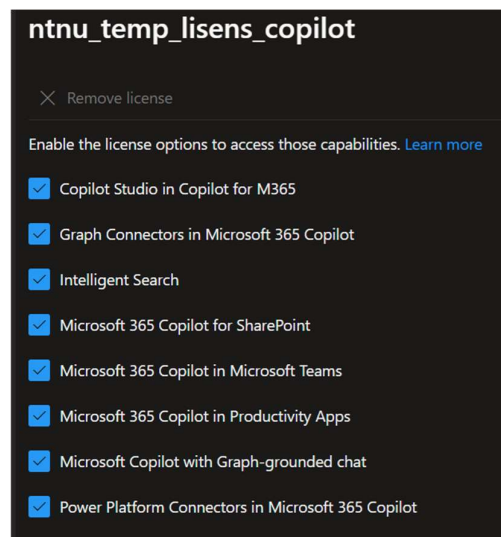 ntnu_temp_lisens_copilot
Remove license
Enable the license options to access those capabilities. Learn more
Copilot Studio in Copilot for M365
Graph Connectors in Microsoft 365 Copilot
Intelligent Search
Microsoft 365 Copilot for SharePoint
Microsoft 365 Copilot in Microsoft Teams
Microsoft 365 Copilot in Productivity Apps
Microsoft Copilot with Graph-grounded chat
Power Platform Connectors in Microsoft 365 Copilot